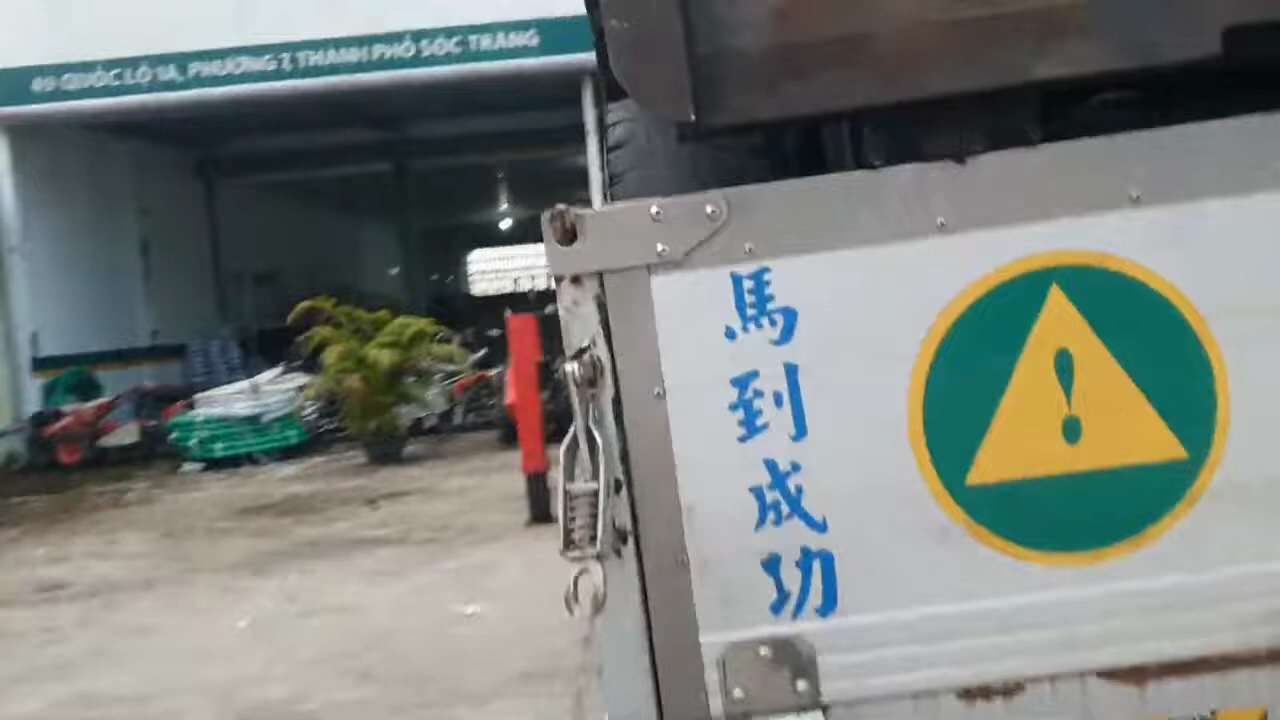 49 QUỐC LỘ 1A, PHƯỜNG 7, THÀNH PHỐ SÓC TRĂNG
馬到成功
!